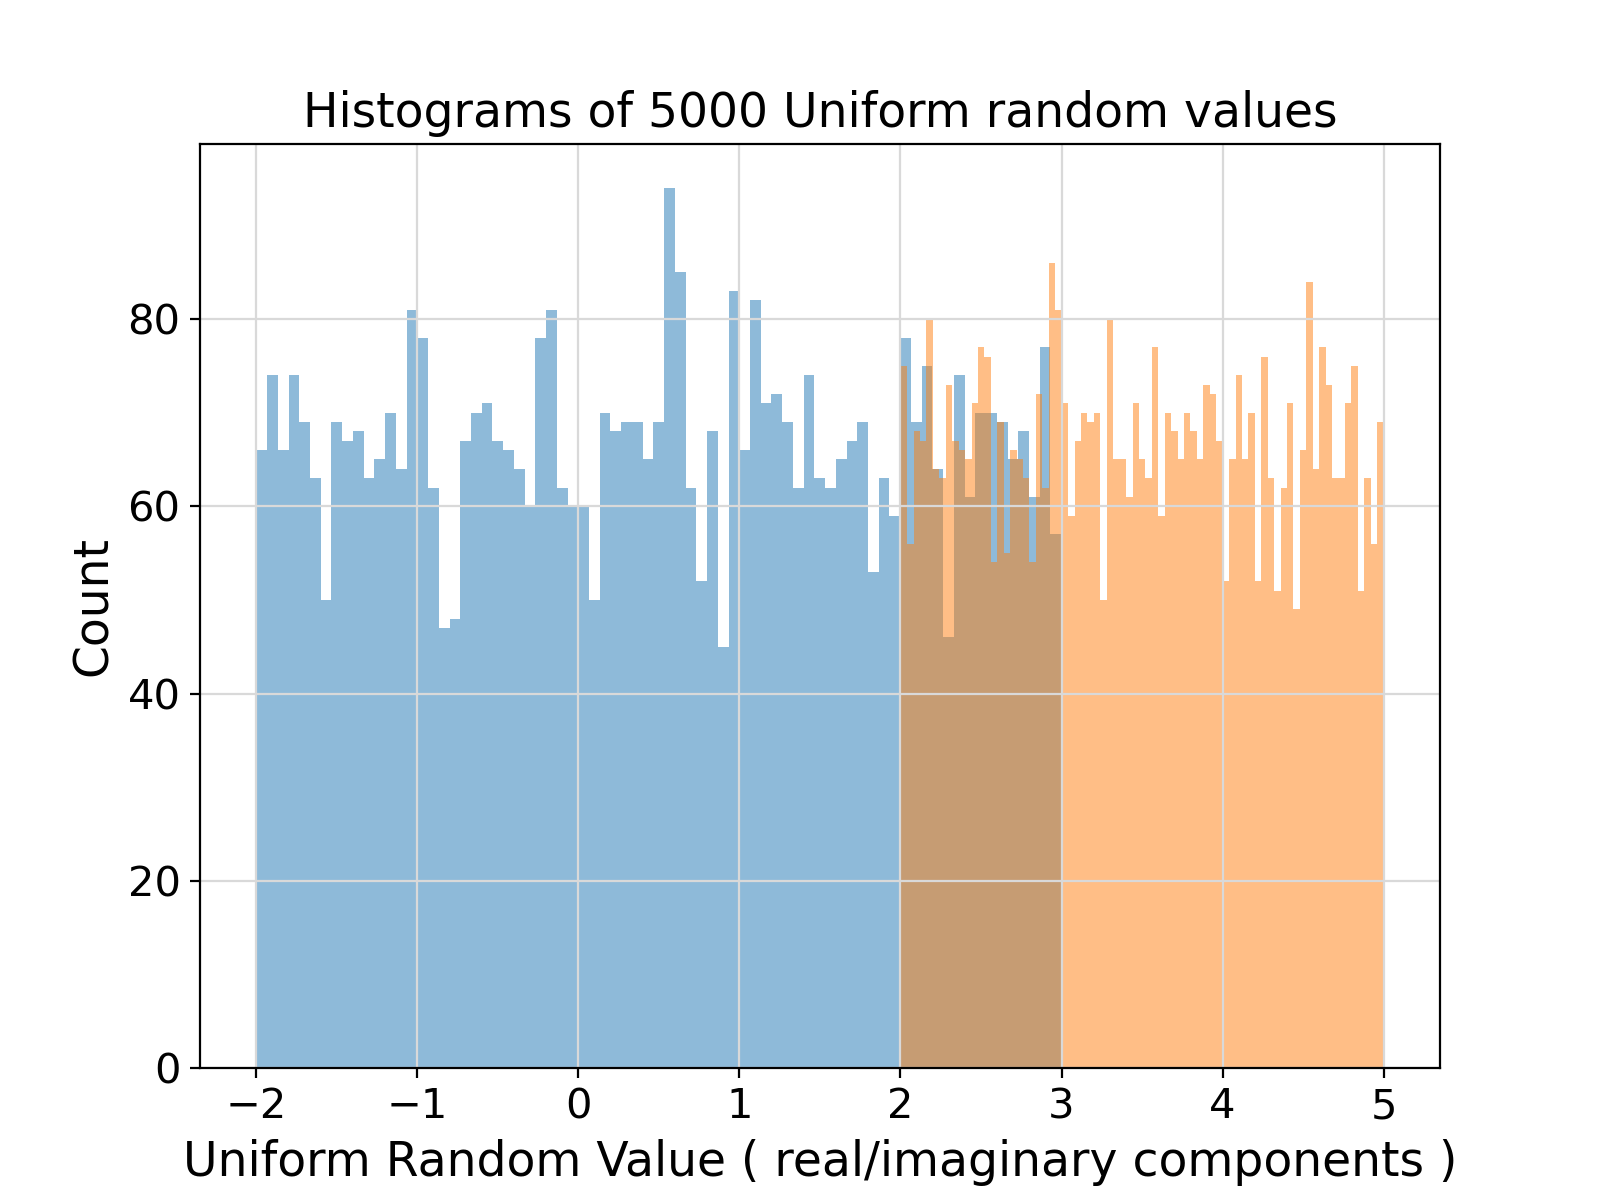 Histograms of 5000 Uniform random values
Count
80
60
40
20
0
−2 −1 0 1 2 3 4 5
Uniform Random Value ( real/imaginary components )